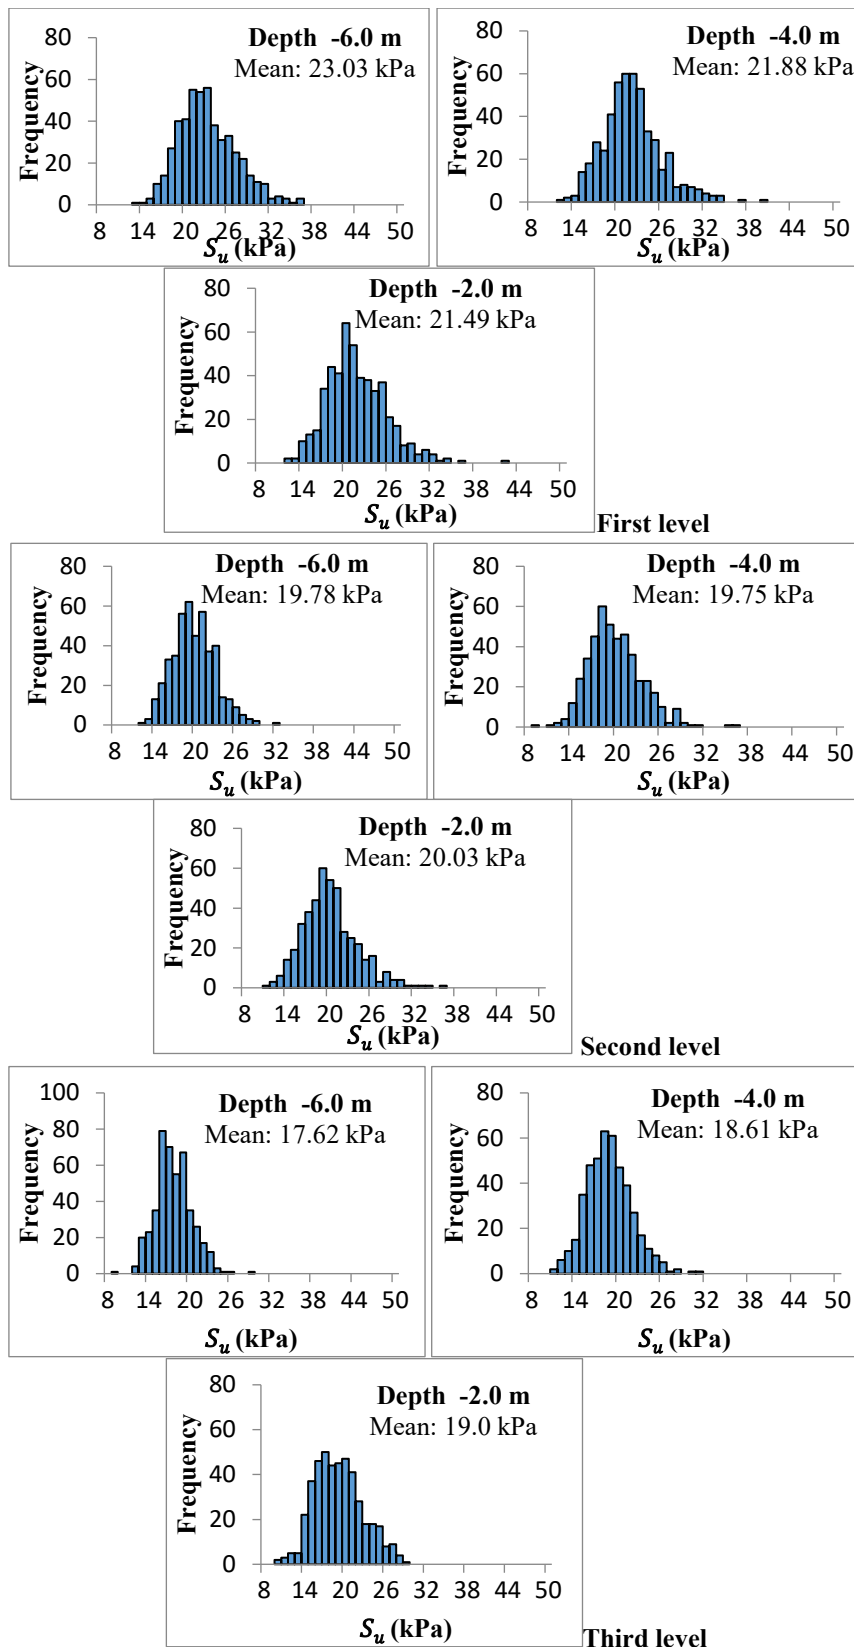 Depth -6.0 m
Mean: 23.03 kPa
Frequency
80
60
40
20
0
8 14 20 26 32 38 44 50
Sᵤ (kPa)
Depth -4.0 m
Mean: 21.88 kPa
Frequency
80
60
40
20
0
8 14 20 26 32 38 44 50
Sᵤ (kPa)
Depth -2.0 m
Mean: 21.49 kPa
Frequency
80
60
40
20
0
8 14 20 26 32 38 44 50
Sᵤ (kPa)
First level
Depth -6.0 m
Mean: 19.78 kPa
Frequency
80
60
40
20
0
8 14 20 26 32 38 44 50
Sᵤ (kPa)
Depth -4.0 m
Mean: 19.75 kPa
Frequency
80
60
40
20
0
8 14 20 26 32 38 44 50
Sᵤ (kPa)
Depth -2.0 m
Mean: 20.03 kPa
Frequency
80
60
40
20
0
8 14 20 26 32 38 44 50
Sᵤ (kPa)
Second level
Depth -6.0 m
Mean: 17.62 kPa
Frequency
100
80
60
40
20
0
8 14 20 26 32 38 44 50
Sᵤ (kPa)
Depth -4.0 m
Mean: 18.61 kPa
Frequency
80
60
40
20
0
8 14 20 26 32 38 44 50
Sᵤ (kPa)
Depth -2.0 m
Mean: 19.0 kPa
Frequency
80
60
40
20
0
8 14 20 26 32 38 44 50
Sᵤ (kPa)
Third level